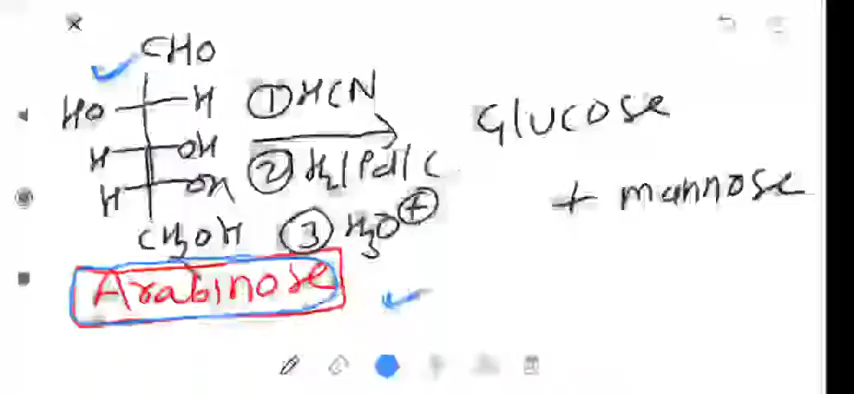 CHO
HO H ① HCN
Glucose
H OH ② H2/Pd/C
H OH + mannose
CH2OH ③ H3O⊕
Arabinose